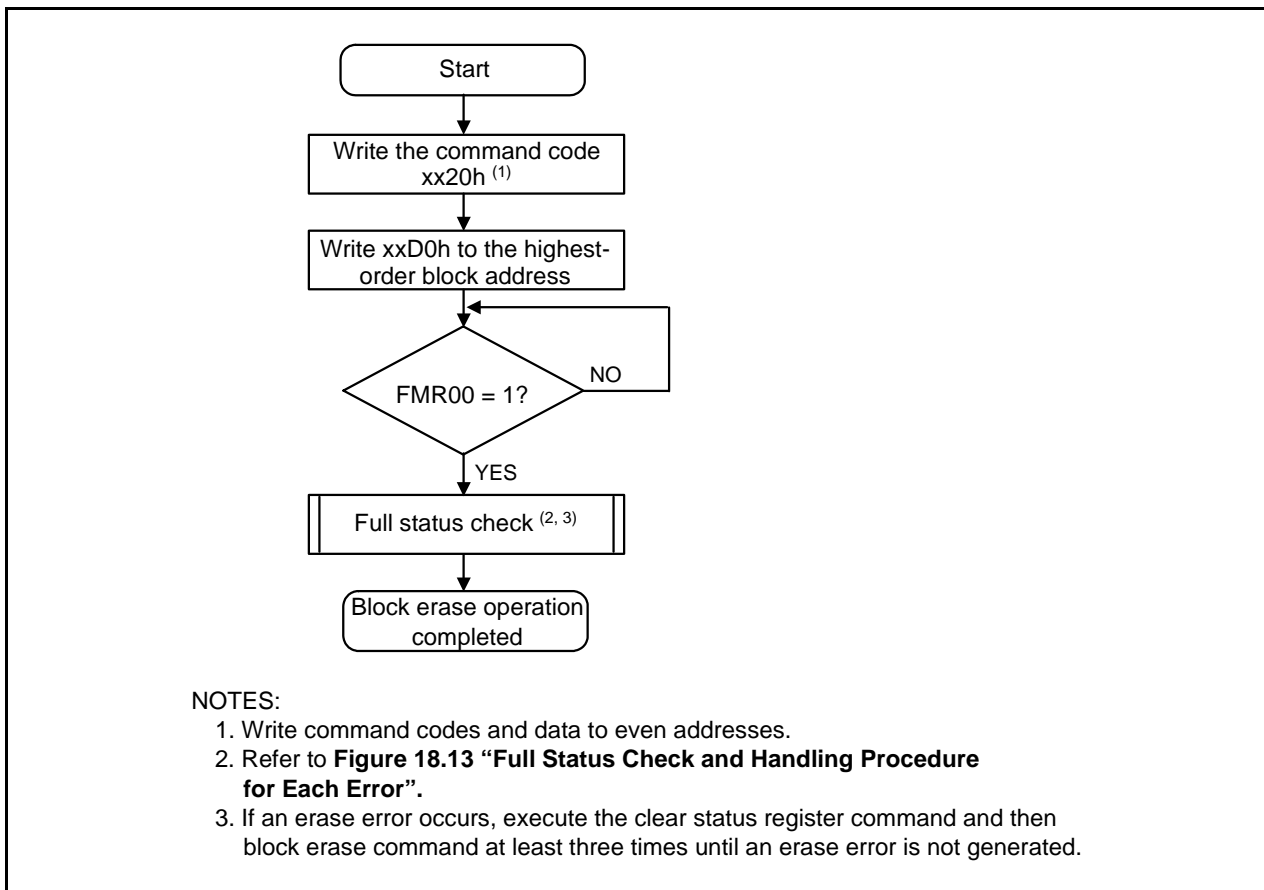 Start
Write the command code
xx20h (1)
Write xxD0h to the highest-
order block address
FMR00 = 1?
NO
YES
Full status check (2, 3)
Block erase operation
completed
NOTES:
1. Write command codes and data to even addresses.
2. Refer to Figure 18.13 “Full Status Check and Handling Procedure
for Each Error”.
3. If an erase error occurs, execute the clear status register command and then
block erase command at least three times until an erase error is not generated.